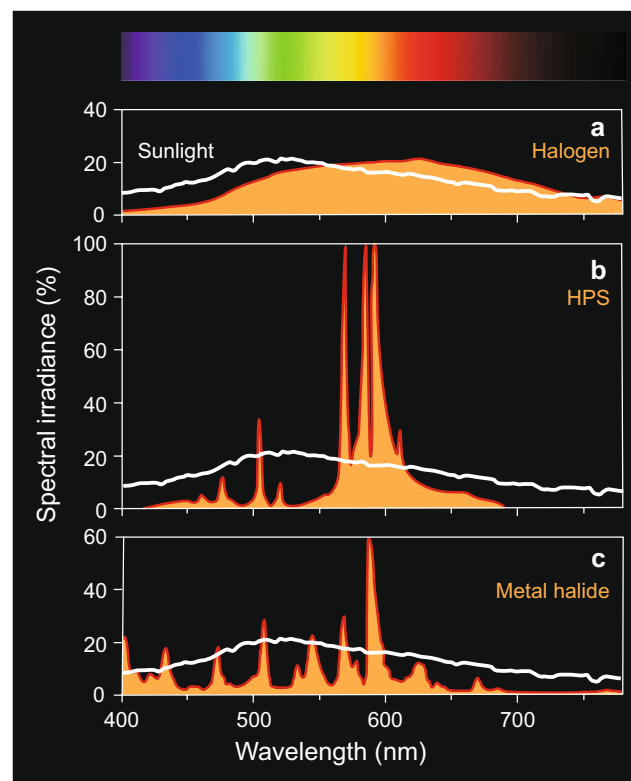 40
a
Sunlight
Halogen
20
0
100
b
HPS
80
60
40
20
0
Spectral irradiance (%)
60
c
Metal halide
40
20
0
400
500
600
700
Wavelength (nm)